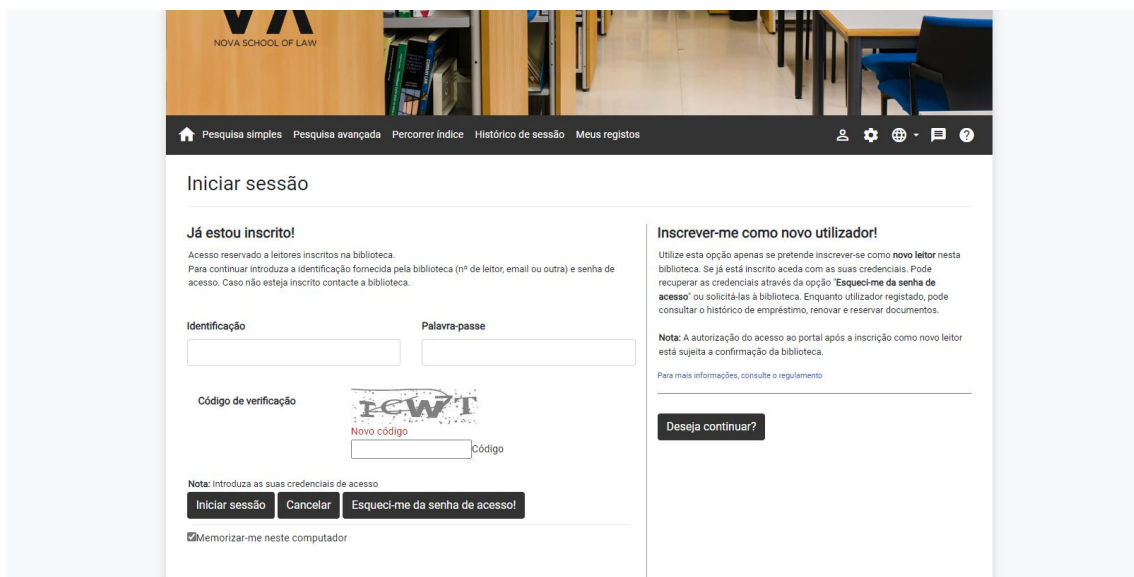 NOVA SCHOOL OF LAW
Pesquisa simples Pesquisa avançada Percorrer índice Histórico de sessão Meus registos
Iniciar sessão
Já estou inscrito!
Acesso reservado a leitores inscritos na biblioteca.
Para continuar introduza a identificação fornecida pela biblioteca (nº de leitor, email ou outra) e senha de
acesso. Caso não esteja inscrito contacte a biblioteca.
Identificação
Palavra-passe
Código de verificação
Novo código
Código
Nota: Introduza as suas credenciais de acesso
Iniciar sessão
Cancelar
Esqueci-me da senha de acesso!
Memorizar-me neste computador
Inscrever-me como novo utilizador!
Utilize esta opção apenas se pretende inscrever-se como novo leitor nesta
biblioteca. Se já está inscrito aceda com as suas credenciais. Pode
recuperar as credenciais através da opção "Esqueci-me da senha de
acesso" ou solicitá-las à biblioteca. Enquanto utilizador registado, pode
consultar o histórico de empréstimo, renovar e reservar documentos.
Nota: A autorização do acesso ao portal após a inscrição como novo leitor
está sujeita a confirmação da biblioteca.
Para mais informações, consulte o regulamento
Deseja continuar?